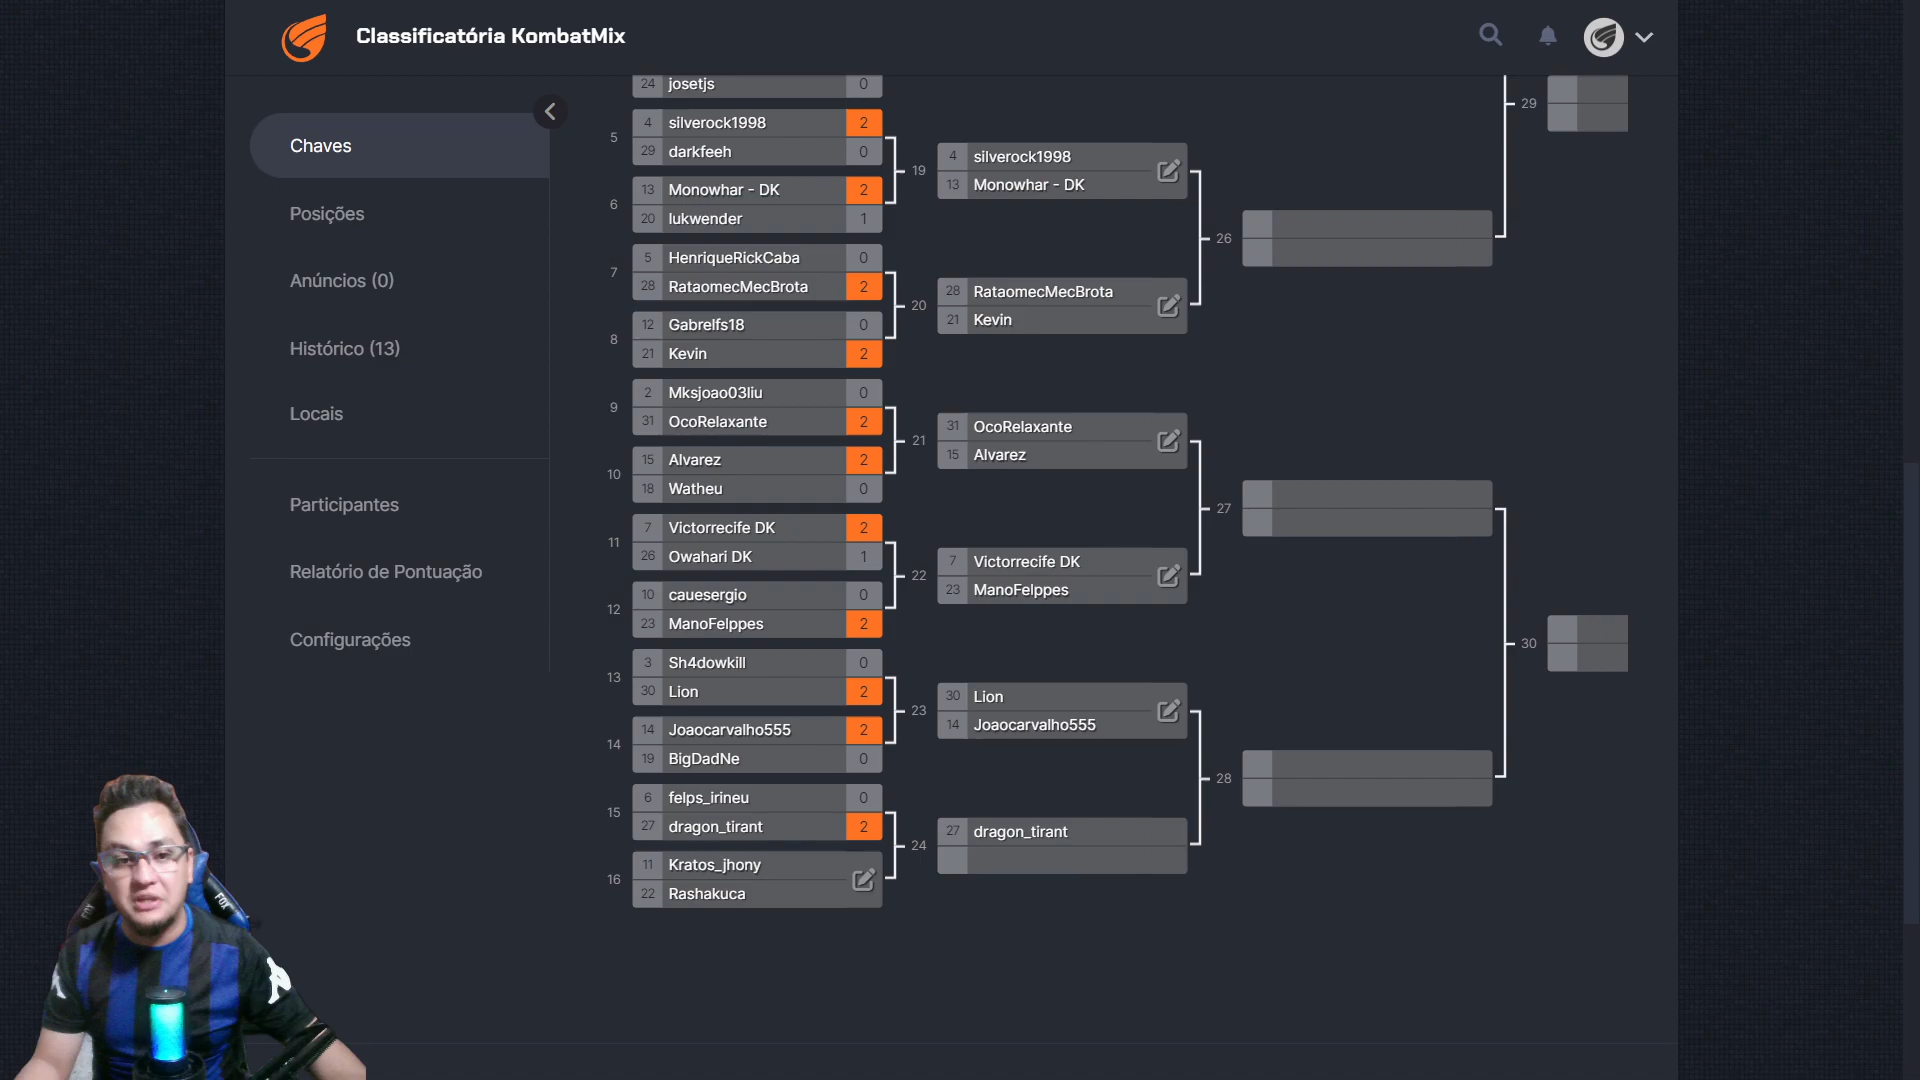 Classificatória KombatMix
Chaves
Posições
Anúncios (0)
Histórico (13)
Locais
Participantes
Relatório de Pontuação
Configurações
24 josetjs 0
5
4 silverock1998 2
29 darkfeeh 0
6
13 Monowhar - DK 2
20 lukwender 1
7
5 HenriqueRickCaba 0
28 RataomecMecBrota 2
8
12 Gabrelfs18 0
21 Kevin 2
9
2 Mksjoao03liu 0
31 OcoRelaxante 2
10
15 Alvarez 2
18 Watheu 0
11
7 Victorrecife DK 2
26 Owahari DK 1
12
10 cauesergio 0
23 ManoFelppes 2
13
3 Sh4dowkill 0
30 Lion 2
14
14 Joaocarvalho555 2
19 BigDadNe 0
15
6 felps_irineu 0
27 dragon_tirant 2
16
11 Kratos_jhony
22 Rashakuca
19
4 silverock1998
13 Monowhar - DK
20
28 RataomecMecBrota
21 Kevin
21
31 OcoRelaxante
15 Alvarez
22
7 Victorrecife DK
23 ManoFelppes
23
30 Lion
14 Joaocarvalho555
24
27 dragon_tirant
26
27
28
29
30
FOX
FOX